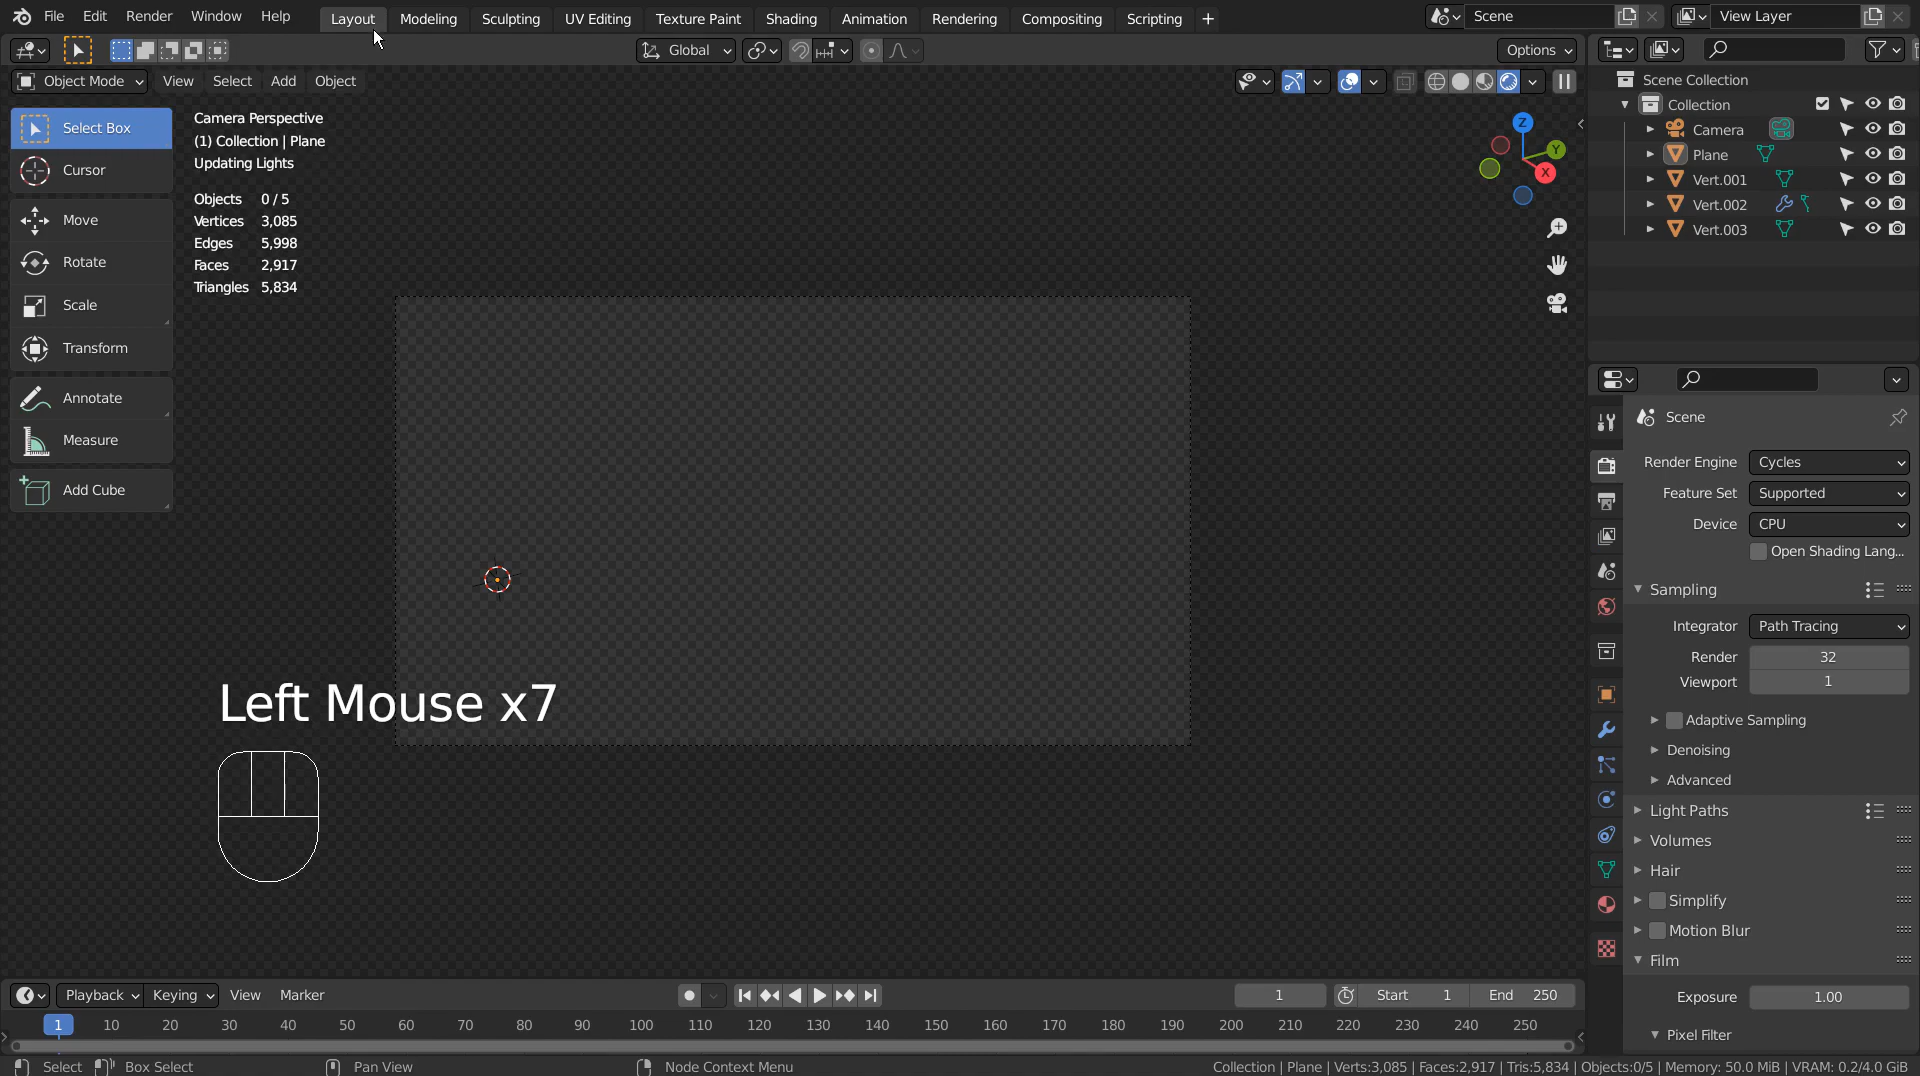 File Edit Render Window Help Layout Modeling Sculpting UV Editing Texture Paint Shading Animation Rendering Compositing Scripting + Scene View Layer
Global Options
Object Mode View Select Add Object
Scene Collection
Collection
Camera
Plane
Vert.001
Vert.002
Vert.003
Select Box
Cursor
Move
Rotate
Scale
Transform
Annotate
Measure
Add Cube
Camera Perspective
(1) Collection | Plane
Updating Lights
Objects 0 / 5
Vertices 3,085
Edges 5,998
Faces 2,917
Triangles 5,834
Z
Y
X
Left Mouse x7
Scene
Render Engine Cycles
Feature Set Supported
Device CPU
Open Shading Lang...
Sampling
Integrator Path Tracing
Render 32
Viewport 1
Adaptive Sampling
Denoising
Advanced
Light Paths
Volumes
Hair
Simplify
Motion Blur
Film
Exposure 1.00
Pixel Filter
Playback Keying View Marker 1 Start 1 End 250
1 10 20 30 40 50 60 70 80 90 100 110 120 130 140 150 160 170 180 190 200 210 220 230 240 250
Select Box Select Pan View Node Context Menu Collection | Plane | Verts:3,085 | Faces:2,917 | Tris:5,834 | Objects:0/5 | Memory: 50.0 MiB | VRAM: 0.2/4.0 GiB